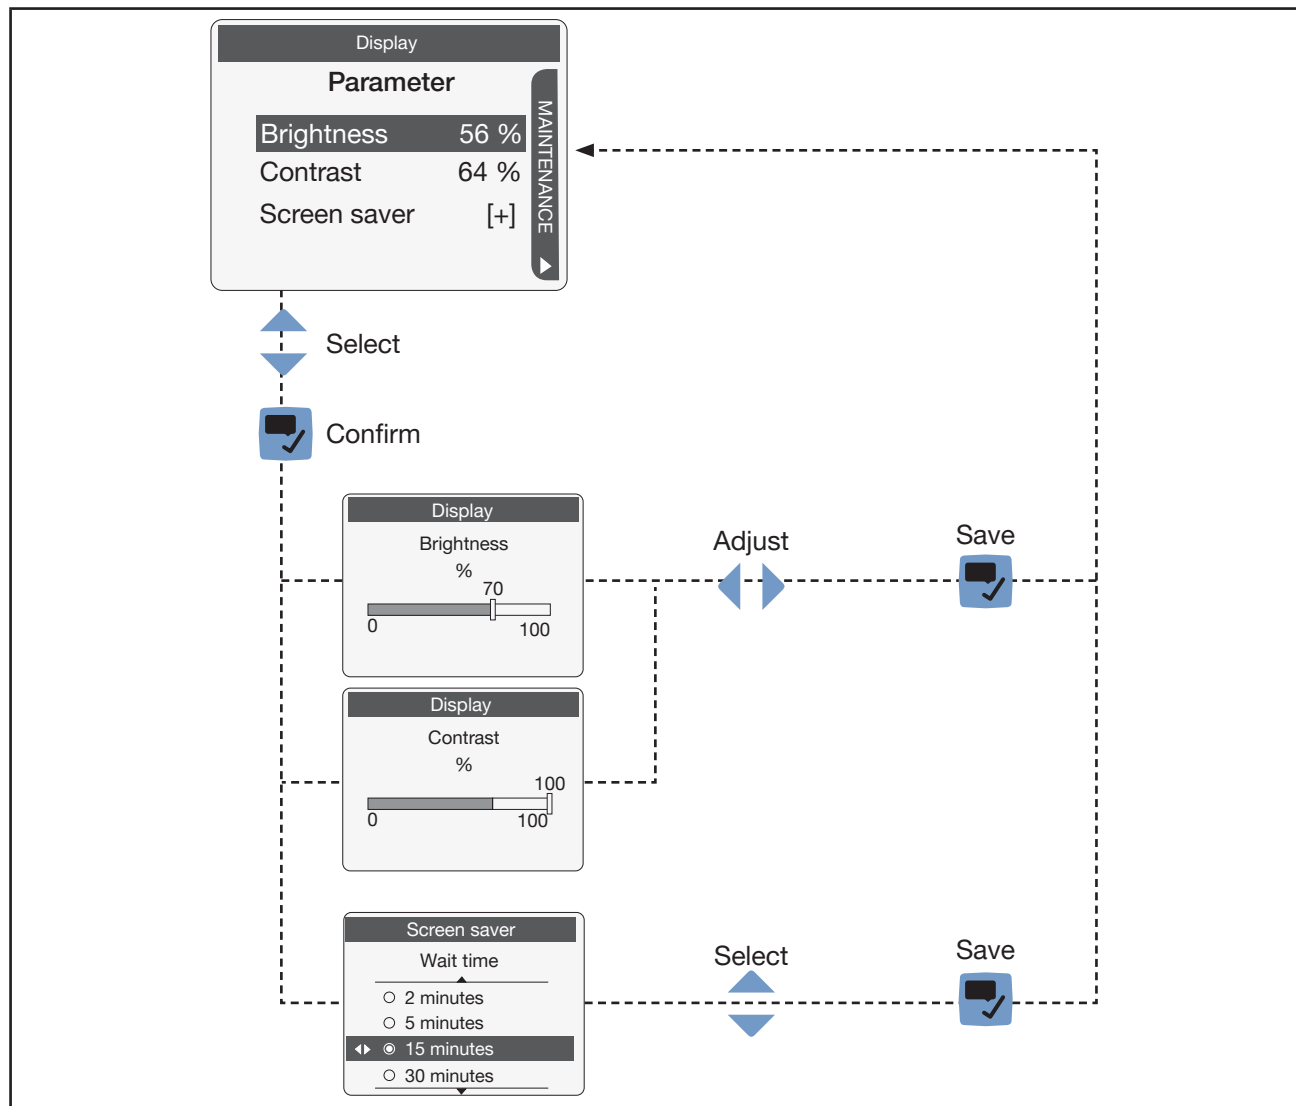 Display
Parameter
Brightness 56 %
Contrast 64 %
Screen saver [+]
MAINTENANCE
Select
Confirm
Display
Brightness
%
70
0 100
Adjust
Save
Display
Contrast
%
100
0 100
Screen saver
Wait time
2 minutes
5 minutes
15 minutes
30 minutes
Select
Save